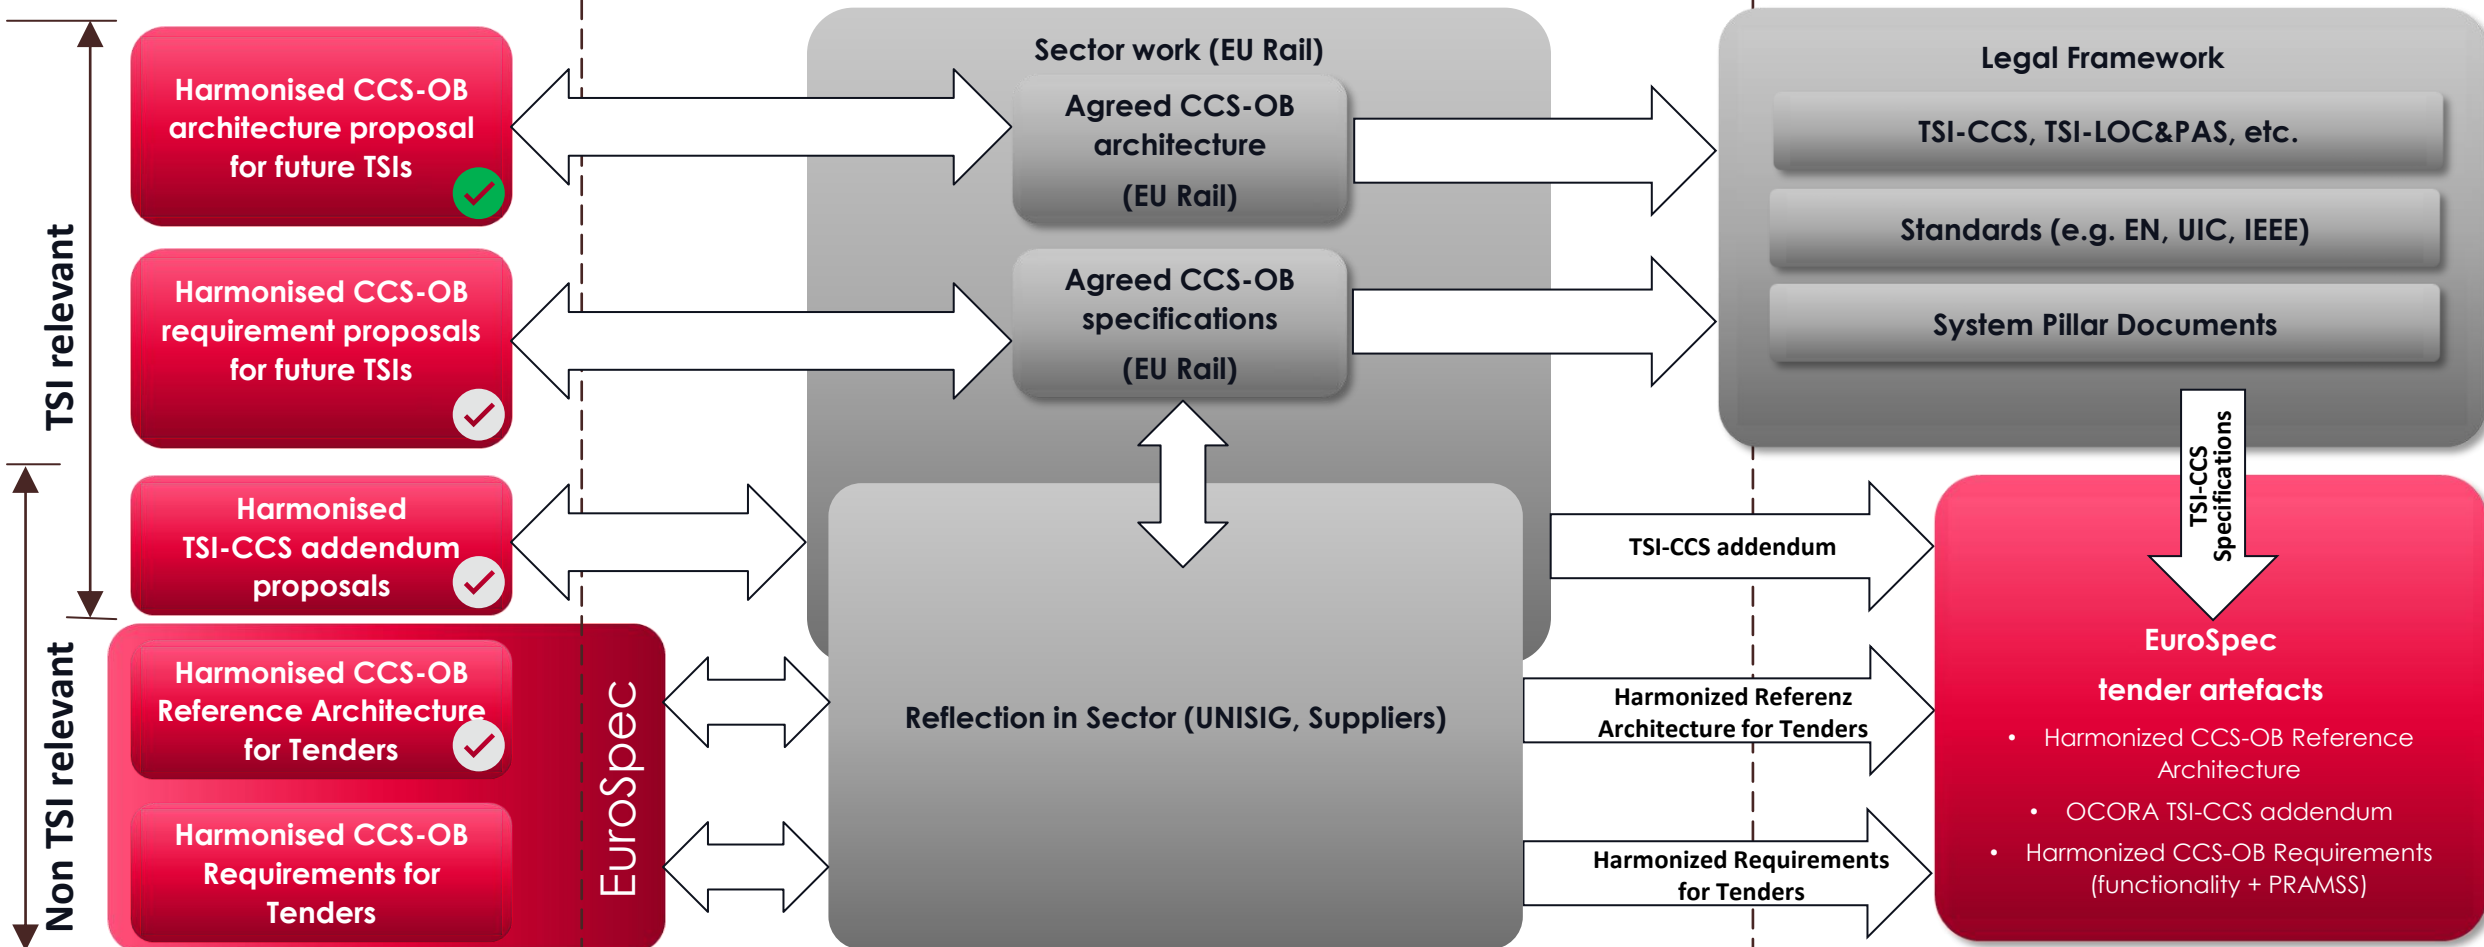 TSI relevant
Non TSI relevant
Harmonised CCS-OB
architecture proposal
for future TSIs
Harmonised CCS-OB
requirement proposals
for future TSIs
Harmonised
TSI-CCS addendum
proposals
Harmonised CCS-OB
Reference Architecture
for Tenders
Harmonised CCS-OB
Requirements for
Tenders
EuroSpec
Sector work (EU Rail)
Agreed CCS-OB
architecture
(EU Rail)
Agreed CCS-OB
specifications
(EU Rail)
Reflection in Sector (UNISIG, Suppliers)
TSI-CCS addendum
Harmonized Referenz
Architecture for Tenders
Harmonized Requirements
for Tenders
Legal Framework
TSI-CCS, TSI-LOC&PAS, etc.
Standards (e.g. EN, UIC, IEEE)
System Pillar Documents
TSI-CCS
Specifications
EuroSpec
tender artefacts
• Harmonized CCS-OB Reference
Architecture
• OCORA TSI-CCS addendum
• Harmonized CCS-OB Requirements
(functionality + PRAMSS)